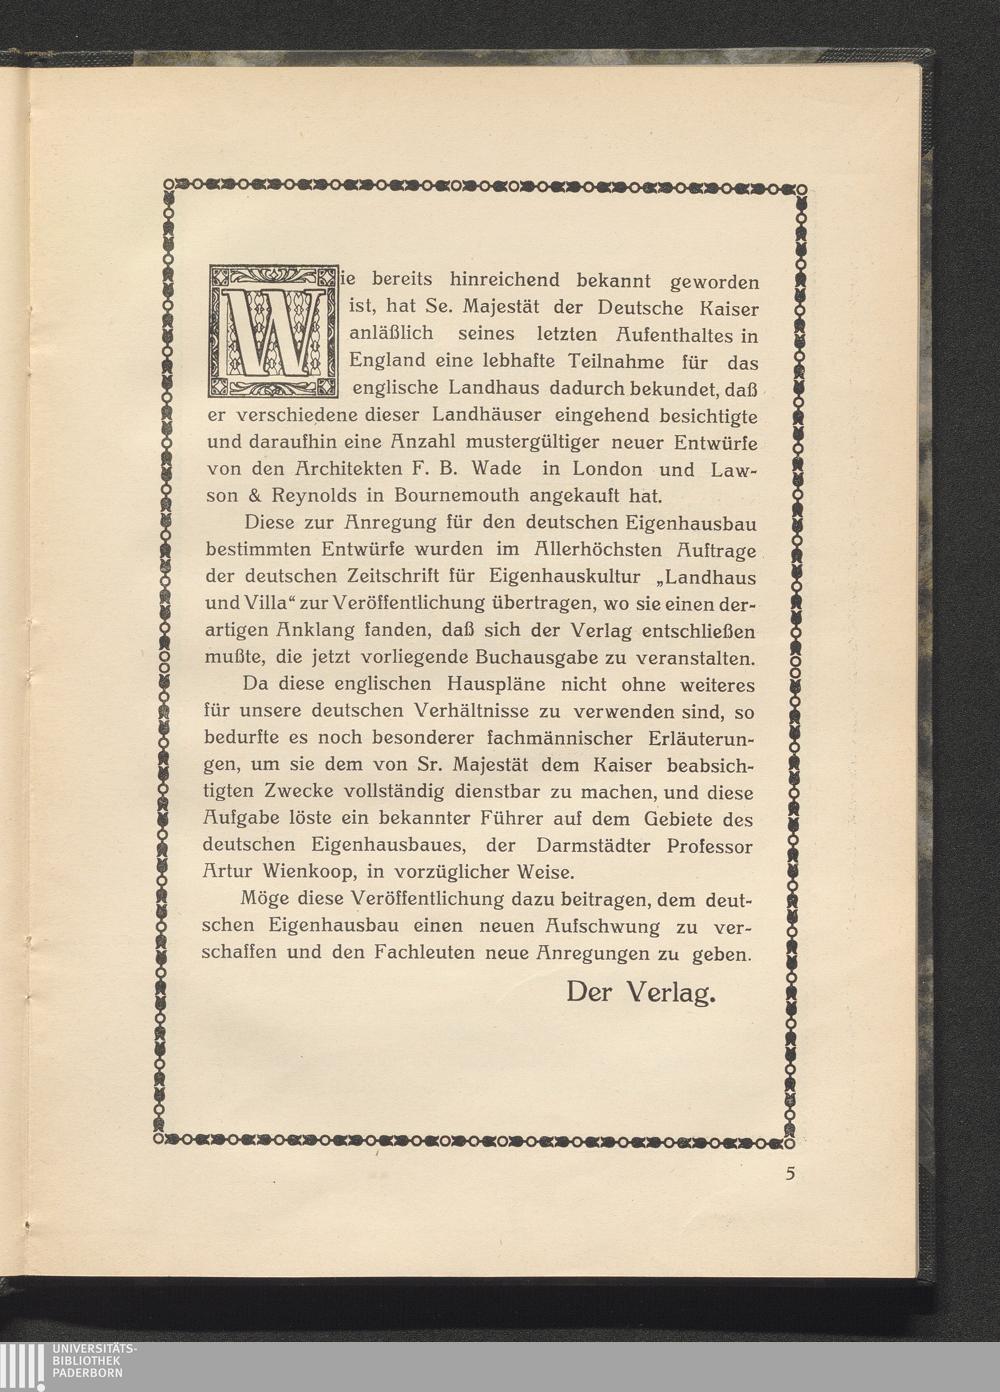 Wie bereits hinreichend bekannt geworden
ist, hat Se. Majestät der Deutsche Kaiser
anläßlich seines letzten Aufenthaltes in
England eine lebhafte Teilnahme für das
englische Landhaus dadurch bekundet, daß
er verschiedene dieser Landhäuser eingehend besichtigte
und daraufhin eine Anzahl mustergültiger neuer Entwürfe
von den Architekten F. B. Wade in London und Law-
son & Reynolds in Bournemouth angekauft hat.
Diese zur Anregung für den deutschen Eigenhausbau
bestimmten Entwürfe wurden im Allerhöchsten Auftrage
der deutschen Zeitschrift für Eigenhauskultur „Landhaus
und Villa“ zur Veröffentlichung übertragen, wo sie einen der-
artigen Anklang fanden, daß sich der Verlag entschließen
mußte, die jetzt vorliegende Buchausgabe zu veranstalten.
Da diese englischen Hauspläne nicht ohne weiteres
für unsere deutschen Verhältnisse zu verwenden sind, so
bedurfte es noch besonderer fachmännischer Erläuterun-
gen, um sie dem von Sr. Majestät dem Kaiser beabsich-
tigten Zwecke vollständig dienstbar zu machen, und diese
Aufgabe löste ein bekannter Führer auf dem Gebiete des
deutschen Eigenhausbaues, der Darmstädter Professor
Artur Wienkoop, in vorzüglicher Weise.
Möge diese Veröffentlichung dazu beitragen, dem deut-
schen Eigenhausbau einen neuen Aufschwung zu ver-
schaffen und den Fachleuten neue Anregungen zu geben.
Der Verlag.
5
UNIVERSITÄTS-
BIBLIOTHEK
PADERBORN